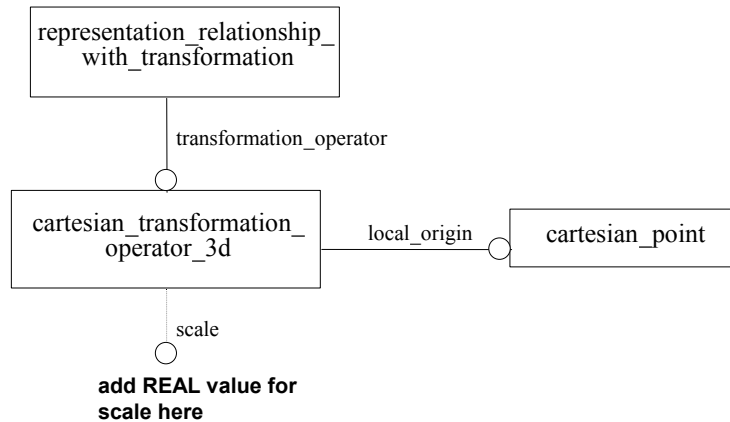 representation_relationship_
with_transformation
transformation_operator
cartesian_transformation_
operator_3d
local_origin
cartesian_point
scale
add REAL value for
scale here